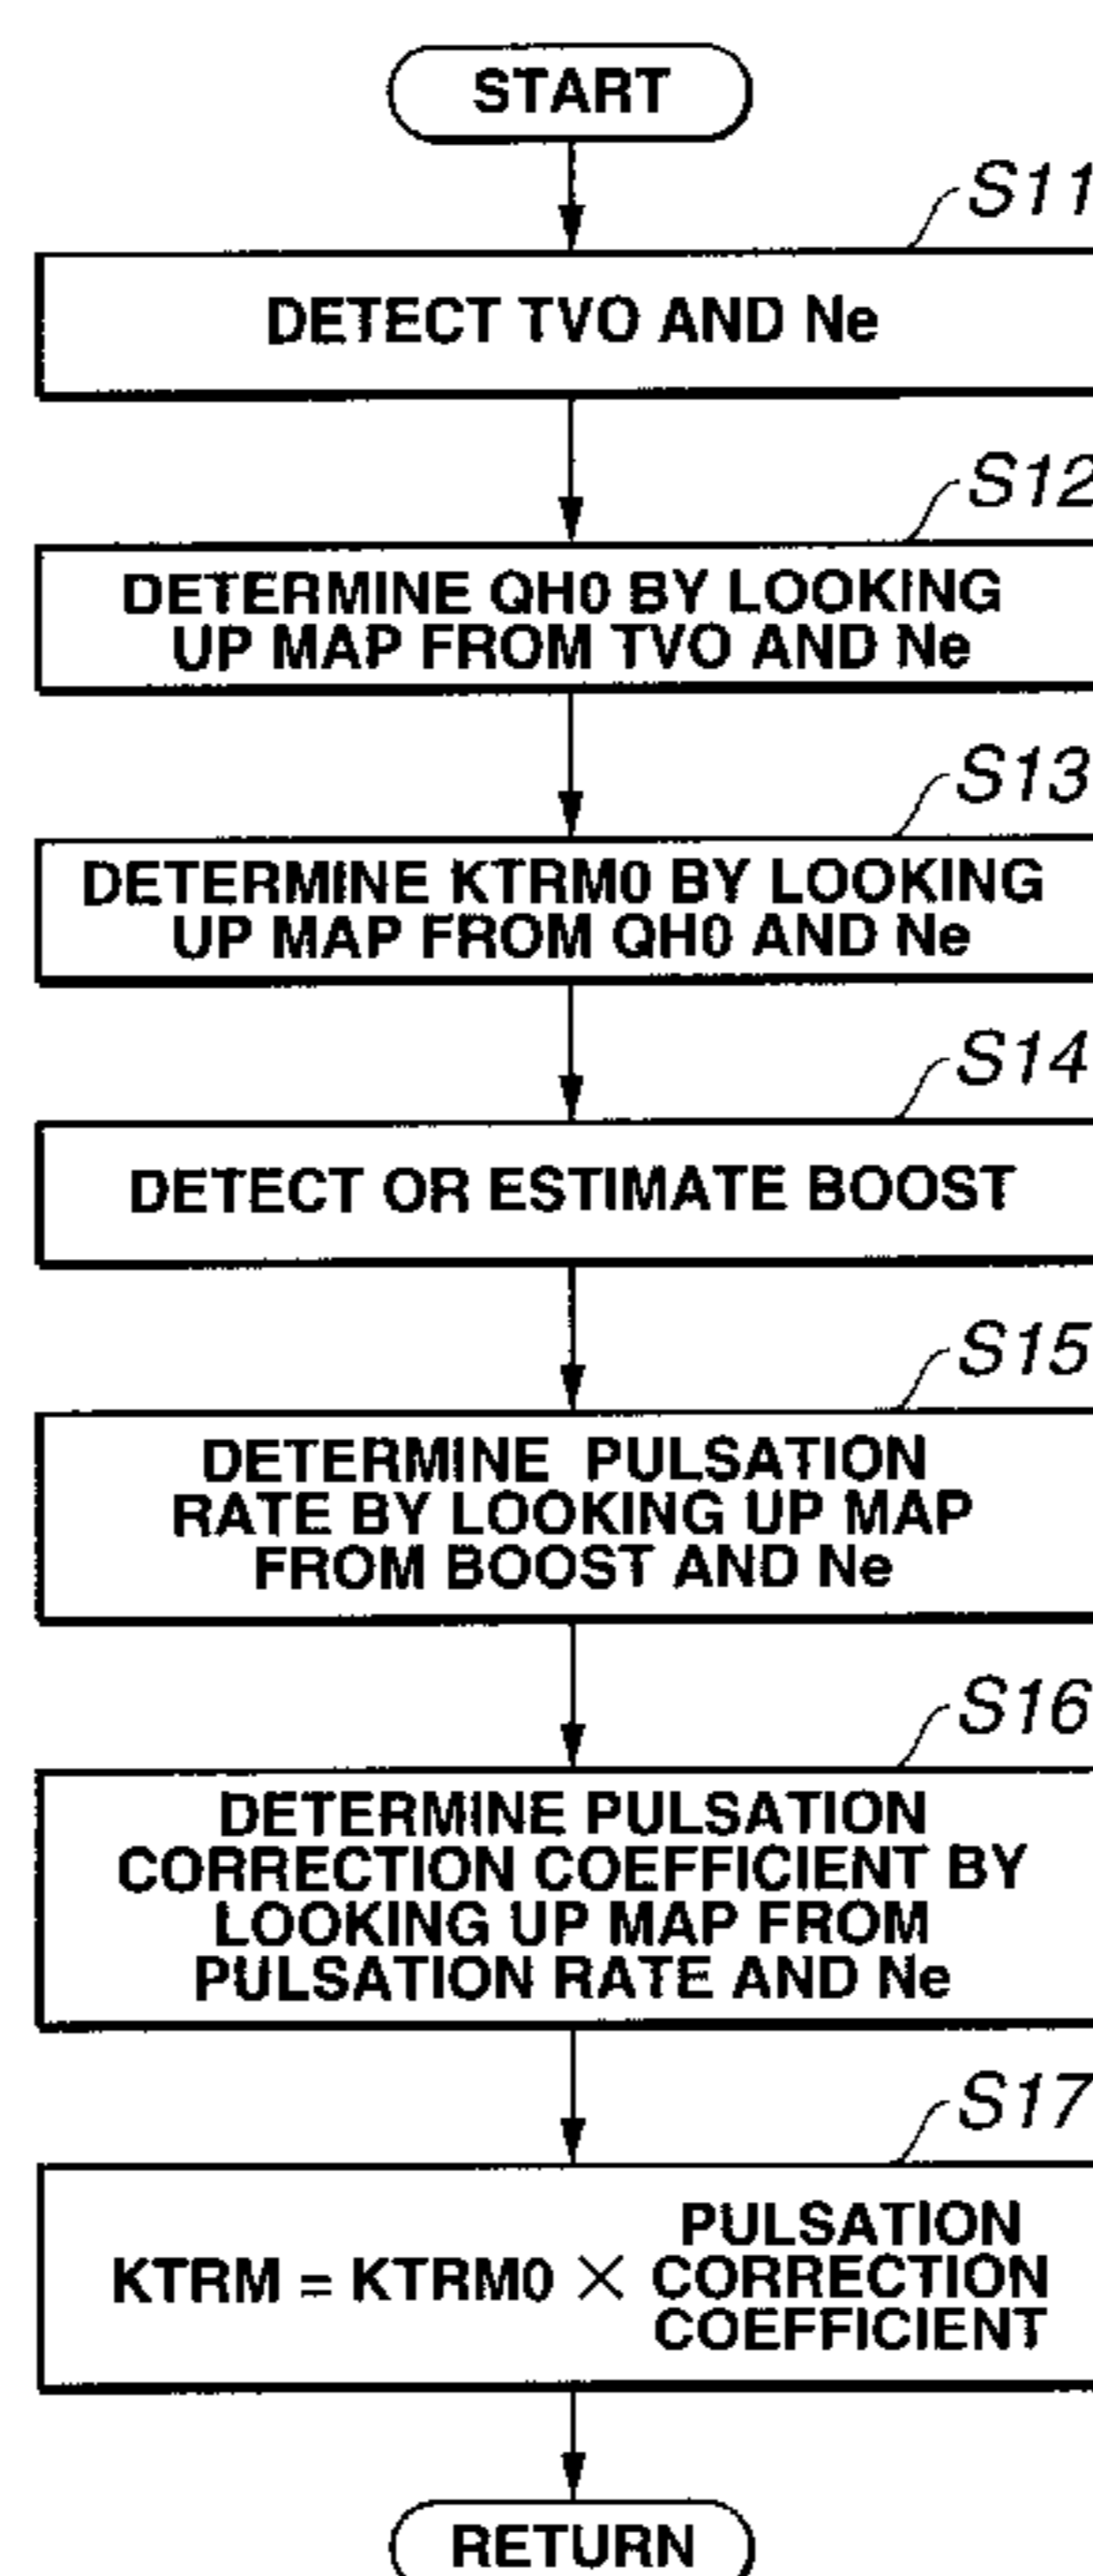 START
S11
DETECT TVO AND Ne
S12
DETERMINE QH0 BY LOOKING
UP MAP FROM TVO AND Ne
S13
DETERMINE KTRM0 BY LOOKING
UP MAP FROM QH0 AND Ne
S14
DETECT OR ESTIMATE BOOST
S15
DETERMINE PULSATION
RATE BY LOOKING UP MAP
FROM BOOST AND Ne
S16
DETERMINE PULSATION
CORRECTION COEFFICIENT BY
LOOKING UP MAP FROM
PULSATION RATE AND Ne
S17
PULSATION
KTRM = KTRM0 × CORRECTION
COEFFICIENT
RETURN